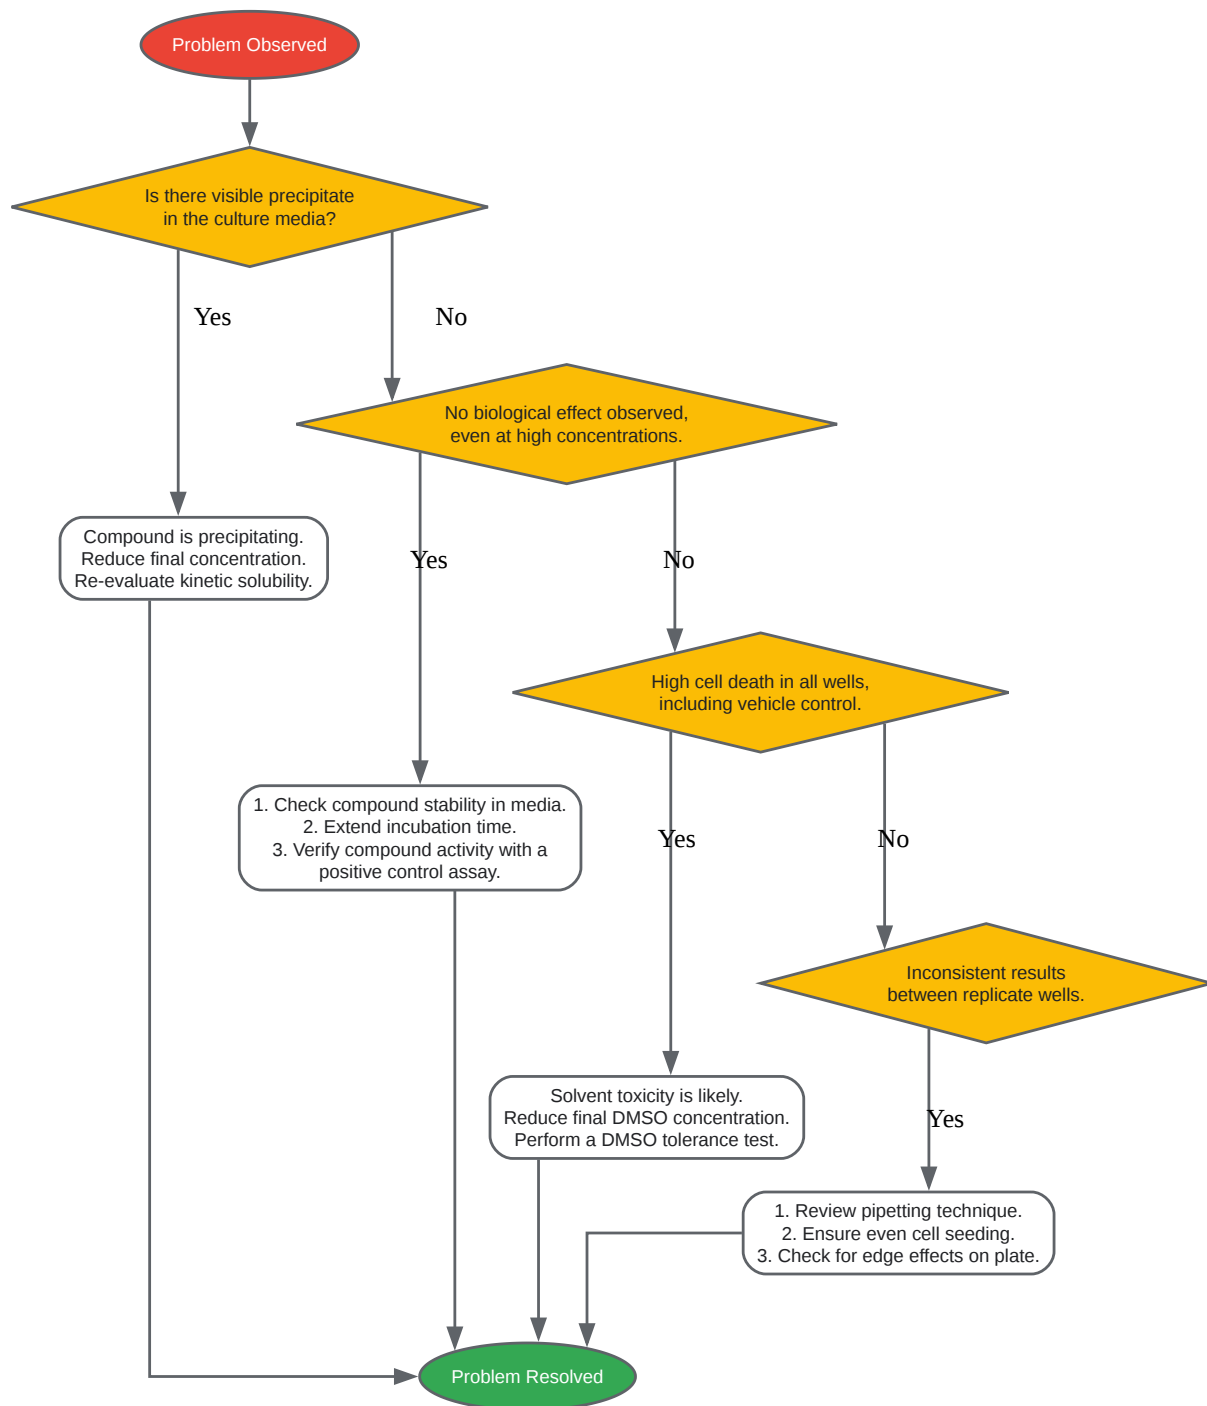 Problem Observed
Is there visible precipitate
in the culture media?
Yes
No
No biological effect observed,
even at high concentrations.
Compound is precipitating.
Reduce final concentration.
Re-evaluate kinetic solubility.
Yes
No
High cell death in all wells,
including vehicle control.
1. Check compound stability in media.
2. Extend incubation time.
3. Verify compound activity with a
positive control assay.
Yes
No
Inconsistent results
between replicate wells.
Solvent toxicity is likely.
Reduce final DMSO concentration.
Perform a DMSO tolerance test.
Yes
1. Review pipetting technique.
2. Ensure even cell seeding.
3. Check for edge effects on plate.
Problem Resolved